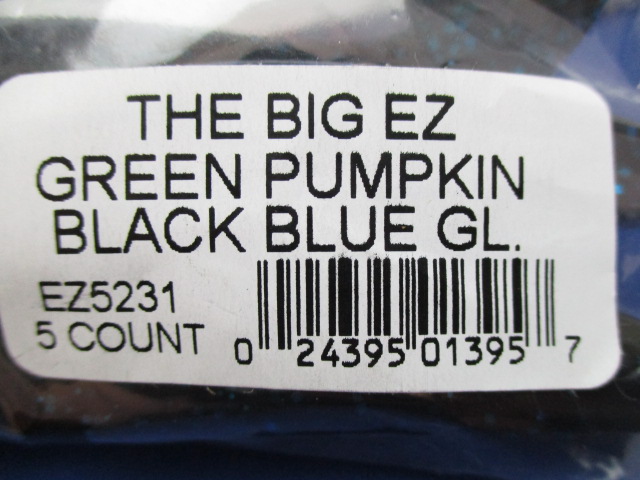 THE BIG EZ
GREEN PUMPKIN
BLACK BLUE GL.
EZ5231
5 COUNT
0 24395 01395 7